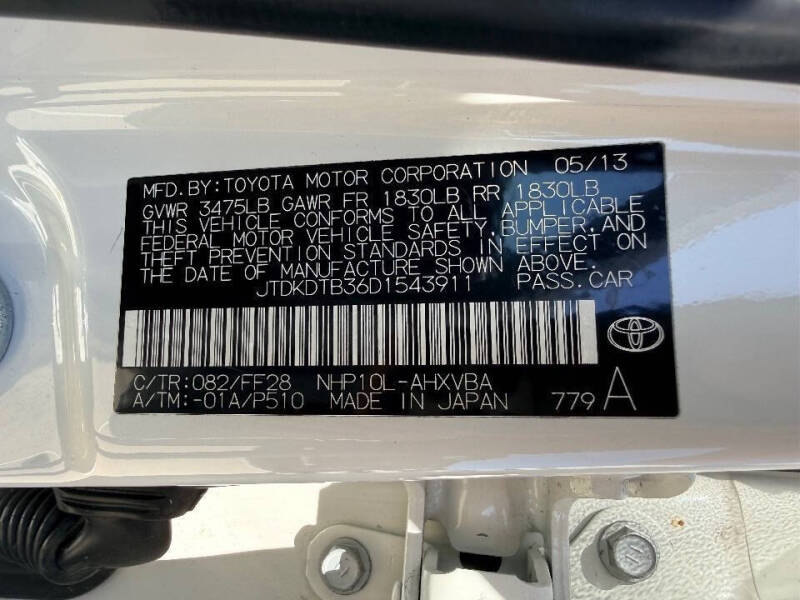 MFD.BY:TOYOTA MOTOR CORPORATION 05/13
GVWR 3475LB GAWR FR 1830LB RR 1830LB
THIS VEHICLE CONFORMS TO ALL APPLICABLE
FEDERAL MOTOR VEHICLE SAFETY,BUMPER,AND
THEFT PREVENTION STANDARDS IN EFFECT ON
THE DATE OF MANUFACTURE SHOWN ABOVE.
JTDKDTB36D1543911 PASS.CAR
C/TR:082/FF28 NHP10L-AHXVBA
A/TM:-01A/P510 MADE IN JAPAN 779 A